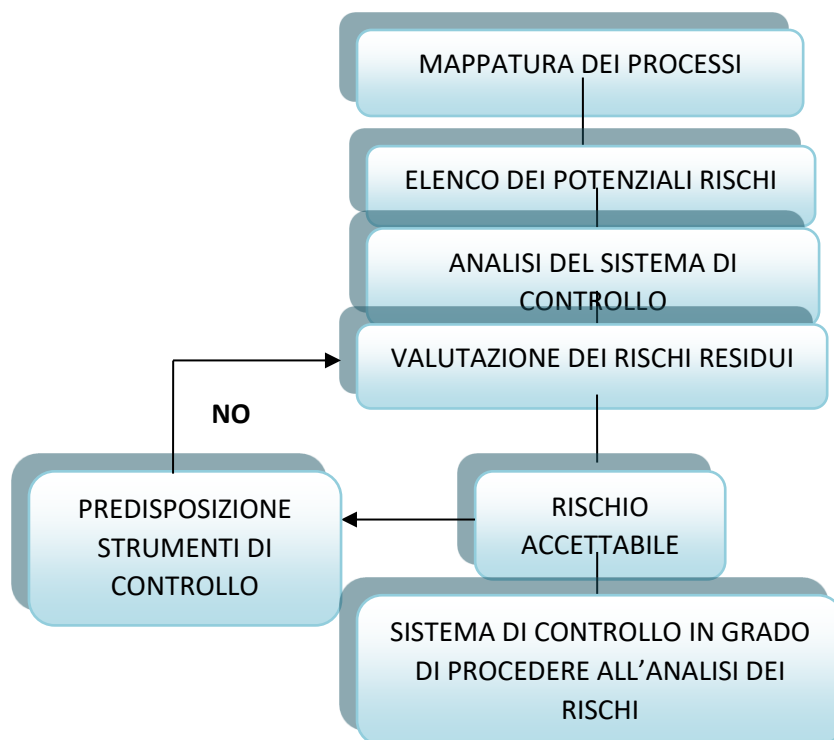 MAPPATURA DEI PROCESSI
ELENCO DEI POTENZIALI RISCHI
ANALISI DEL SISTEMA DI
CONTROLLO
VALUTAZIONE DEI RISCHI RESIDUI
NO
PREDISPOSIZIONE
STRUMENTI DI
CONTROLLO
RISCHIO
ACCETTABILE
SISTEMA DI CONTROLLO IN GRADO
DI PROCEDERE ALL’ANALISI DEI
RISCHI